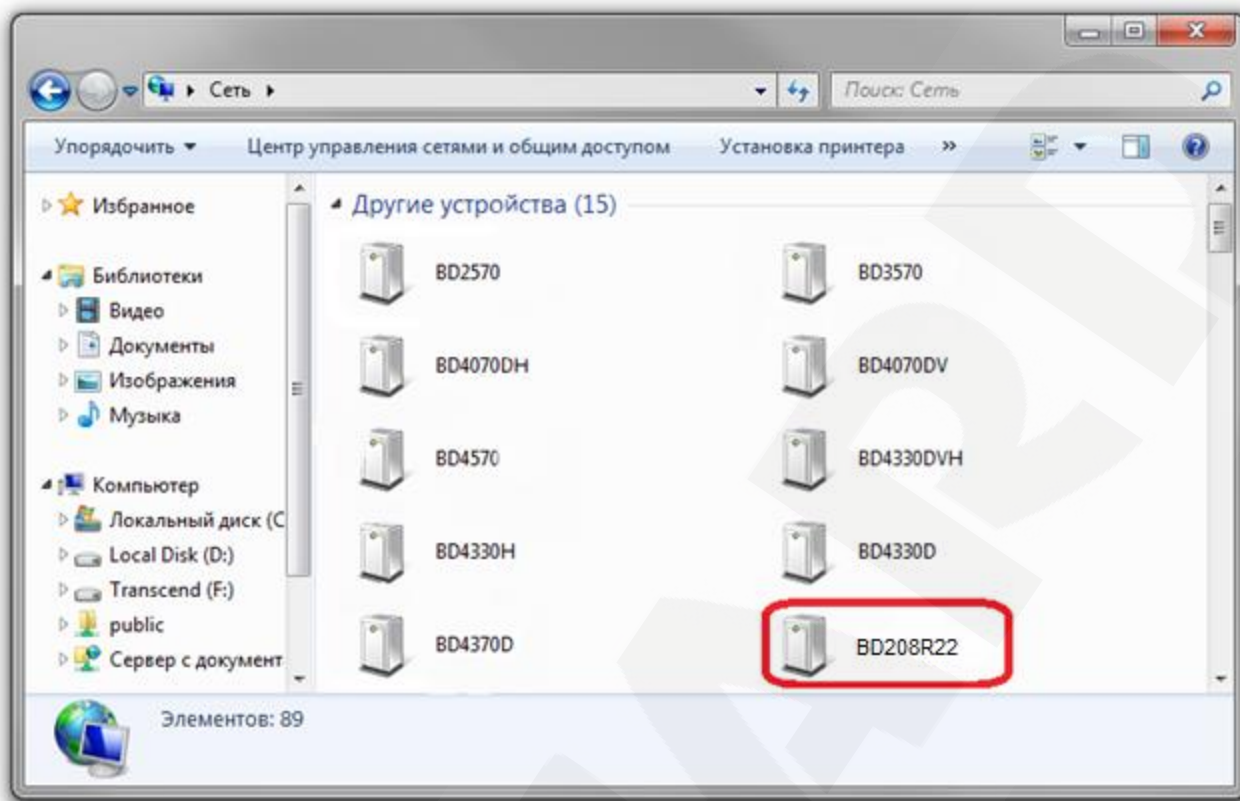 Сеть
Поиск: Сеть
Упорядочить Центр управления сетями и общим доступом Установка принтера »
Избранное
Библиотеки
Видео
Документы
Изображения
Музыка
Компьютер
Локальный диск (C
Local Disk (D:)
Transcend (F:)
public
Сервер с документ
Другие устройства (15)
BD2570 BD3570
BD4070DH BD4070DV
BD4570 BD4330DVH
BD4330H BD4330D
BD4370D BD208R22
Элементов: 89